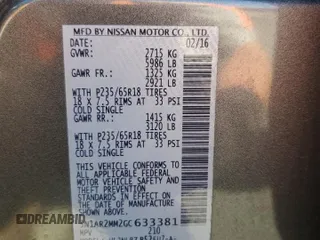 MFD BY NISSAN MOTOR CO., LTD.
DATE: 02/16
GVWR: 2715 KG
5986 LB
GAWR FR.: 1325 KG
2921 LB
WITH P235/65R18 TIRES
18 X 7.5 RIMS AT 33 PSI
COLD SINGLE
GAWR RR.: 1415 KG
3120 LB
WITH P235/65R18 TIRES
18 X 7.5 RIMS AT 33 PSI
COLD SINGLE
THIS VEHICLE CONFORMS TO
ALL APPLICABLE FEDERAL
MOTOR VEHICLE SAFETY
AND THEFT PREVENTION
STANDARDS IN EFFECT ON
THE DATE OF MANUFACTURE
SHOWN ABOVE.
5N1AR2MM2GC633381
MPV 210
DREAMBID